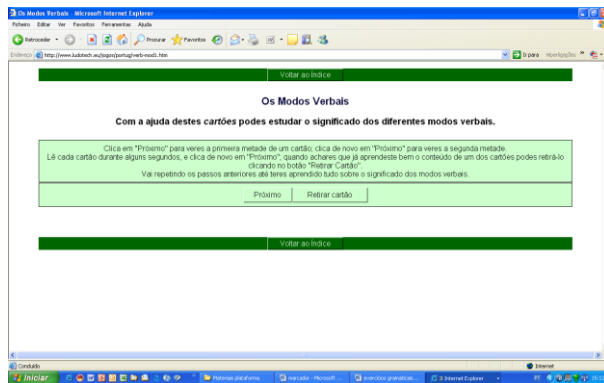 Os Modos Verbais - Microsoft Internet Explorer
Ficheiro Editar Ver Favoritos Ferramentas Ajuda
Retroceder Procurar Favoritos
Endereço http://www.ludotech.eu/jogos/portug/verb-mod1.htm Ir para Hiperligações
Voltar ao Índice
Os Modos Verbais
Com a ajuda destes cartões podes estudar o significado dos diferentes modos verbais.
Clica em "Próximo" para veres a primeira metade de um cartão; clica de novo em "Próximo" para veres a segunda metade.
Lê cada cartão durante alguns segundos, e clica de novo em "Próximo"; quando achares que já aprendeste bem o conteúdo de um dos cartões podes retirá-lo
clicando no botão "Retirar Cartão".
Vai repetindo os passos anteriores até teres aprendido tudo sobre o significado dos modos verbais.
Próximo Retirar cartão
Voltar ao Índice
Concluído Internet
Iniciar Materiais plataforma Microsoft ... exercícios gramaticais... 3 Internet Explorer PT